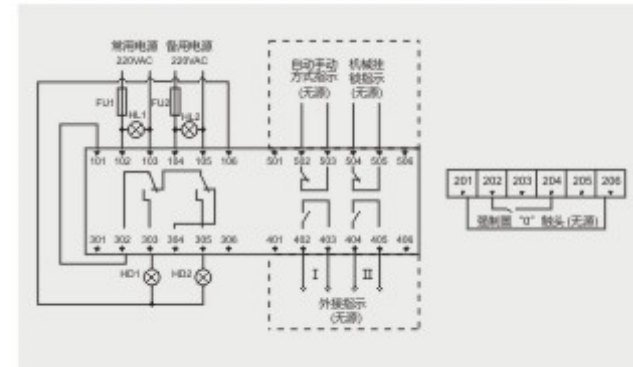 常用电源 备用电源
220VAC 220VAC
FU1 FU2
HL1 HL2
自动手动 机械挂
方式指示 锁指示
(无源) (无源)
101 102 103 104 105 106 501 502 503 504 505 506
301 302 303 304 305 306 401 402 403 404 405 406
HD1 HD2
I II
外接指示
(无源)
201 202 203 204 205 206
强制置 "0" 触头 (无源)